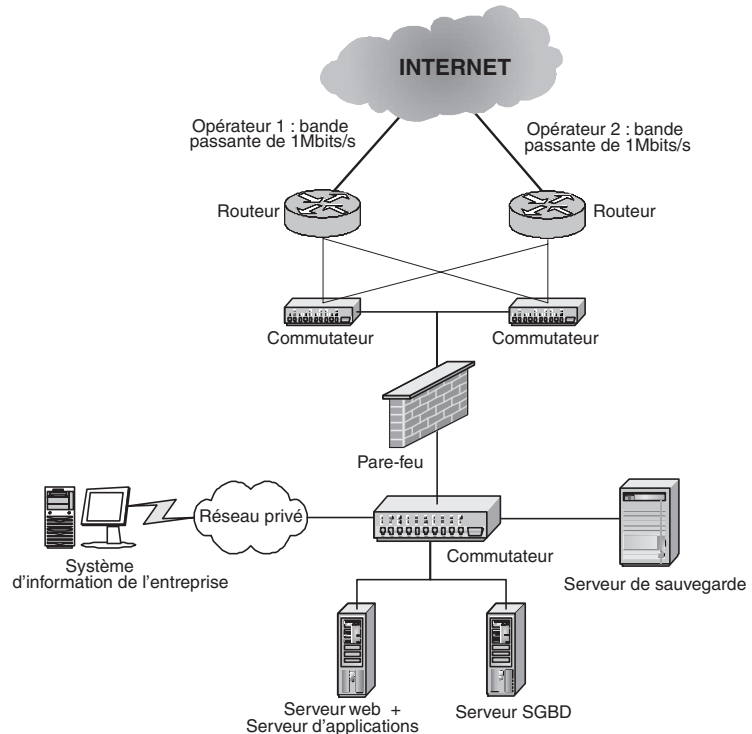 INTERNET
Opérateur 1 : bande
passante de 1Mbits/s
Opérateur 2 : bande
passante de 1Mbits/s
Routeur
Routeur
Commutateur
Commutateur
Pare-feu
Réseau privé
Commutateur
Système
d'information de l'entreprise
Serveur de sauvegarde
Serveur web +
Serveur d'applications
Serveur SGBD